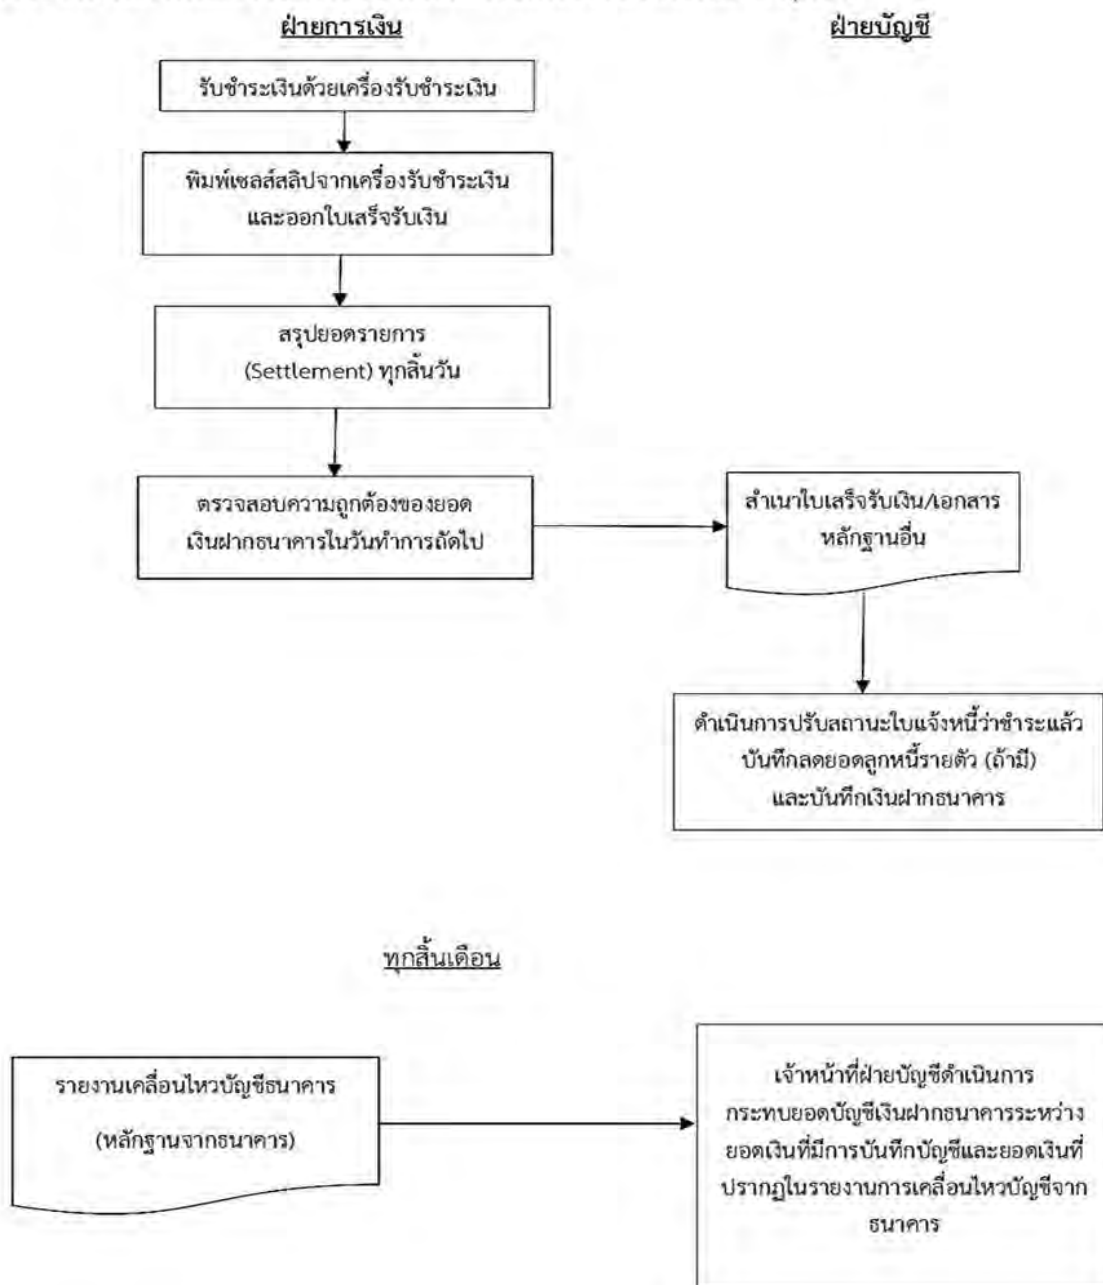 ฝ่ายการเงิน
ฝ่ายบัญชี
รับชำระเงินด้วยเครื่องรับชำระเงิน
พิมพ์เซลส์สลิปจากเครื่องรับชำระเงิน
และออกใบเสร็จรับเงิน
สรุปยอดรายการ
(Settlement) ทุกสิ้นวัน
ตรวจสอบความถูกต้องของยอด
เงินฝากธนาคารในวันทำการถัดไป
สำเนาใบเสร็จรับเงิน/เอกสาร
หลักฐานอื่น
ดำเนินการปรับสถานะใบแจ้งหนี้ว่าชำระแล้ว
บันทึกลดยอดลูกหนี้รายตัว (ถ้ามี)
และบันทึกเงินฝากธนาคาร
ทุกสิ้นเดือน
รายงานเคลื่อนไหวบัญชีธนาคาร
(หลักฐานจากธนาคาร)
เจ้าหน้าที่ฝ่ายบัญชีดำเนินการ
กระทบยอดบัญชีเงินฝากธนาคารระหว่าง
ยอดเงินที่มีการบันทึกบัญชีและยอดเงินที่
ปรากฏในรายงานการเคลื่อนไหวบัญชีจาก
ธนาคาร